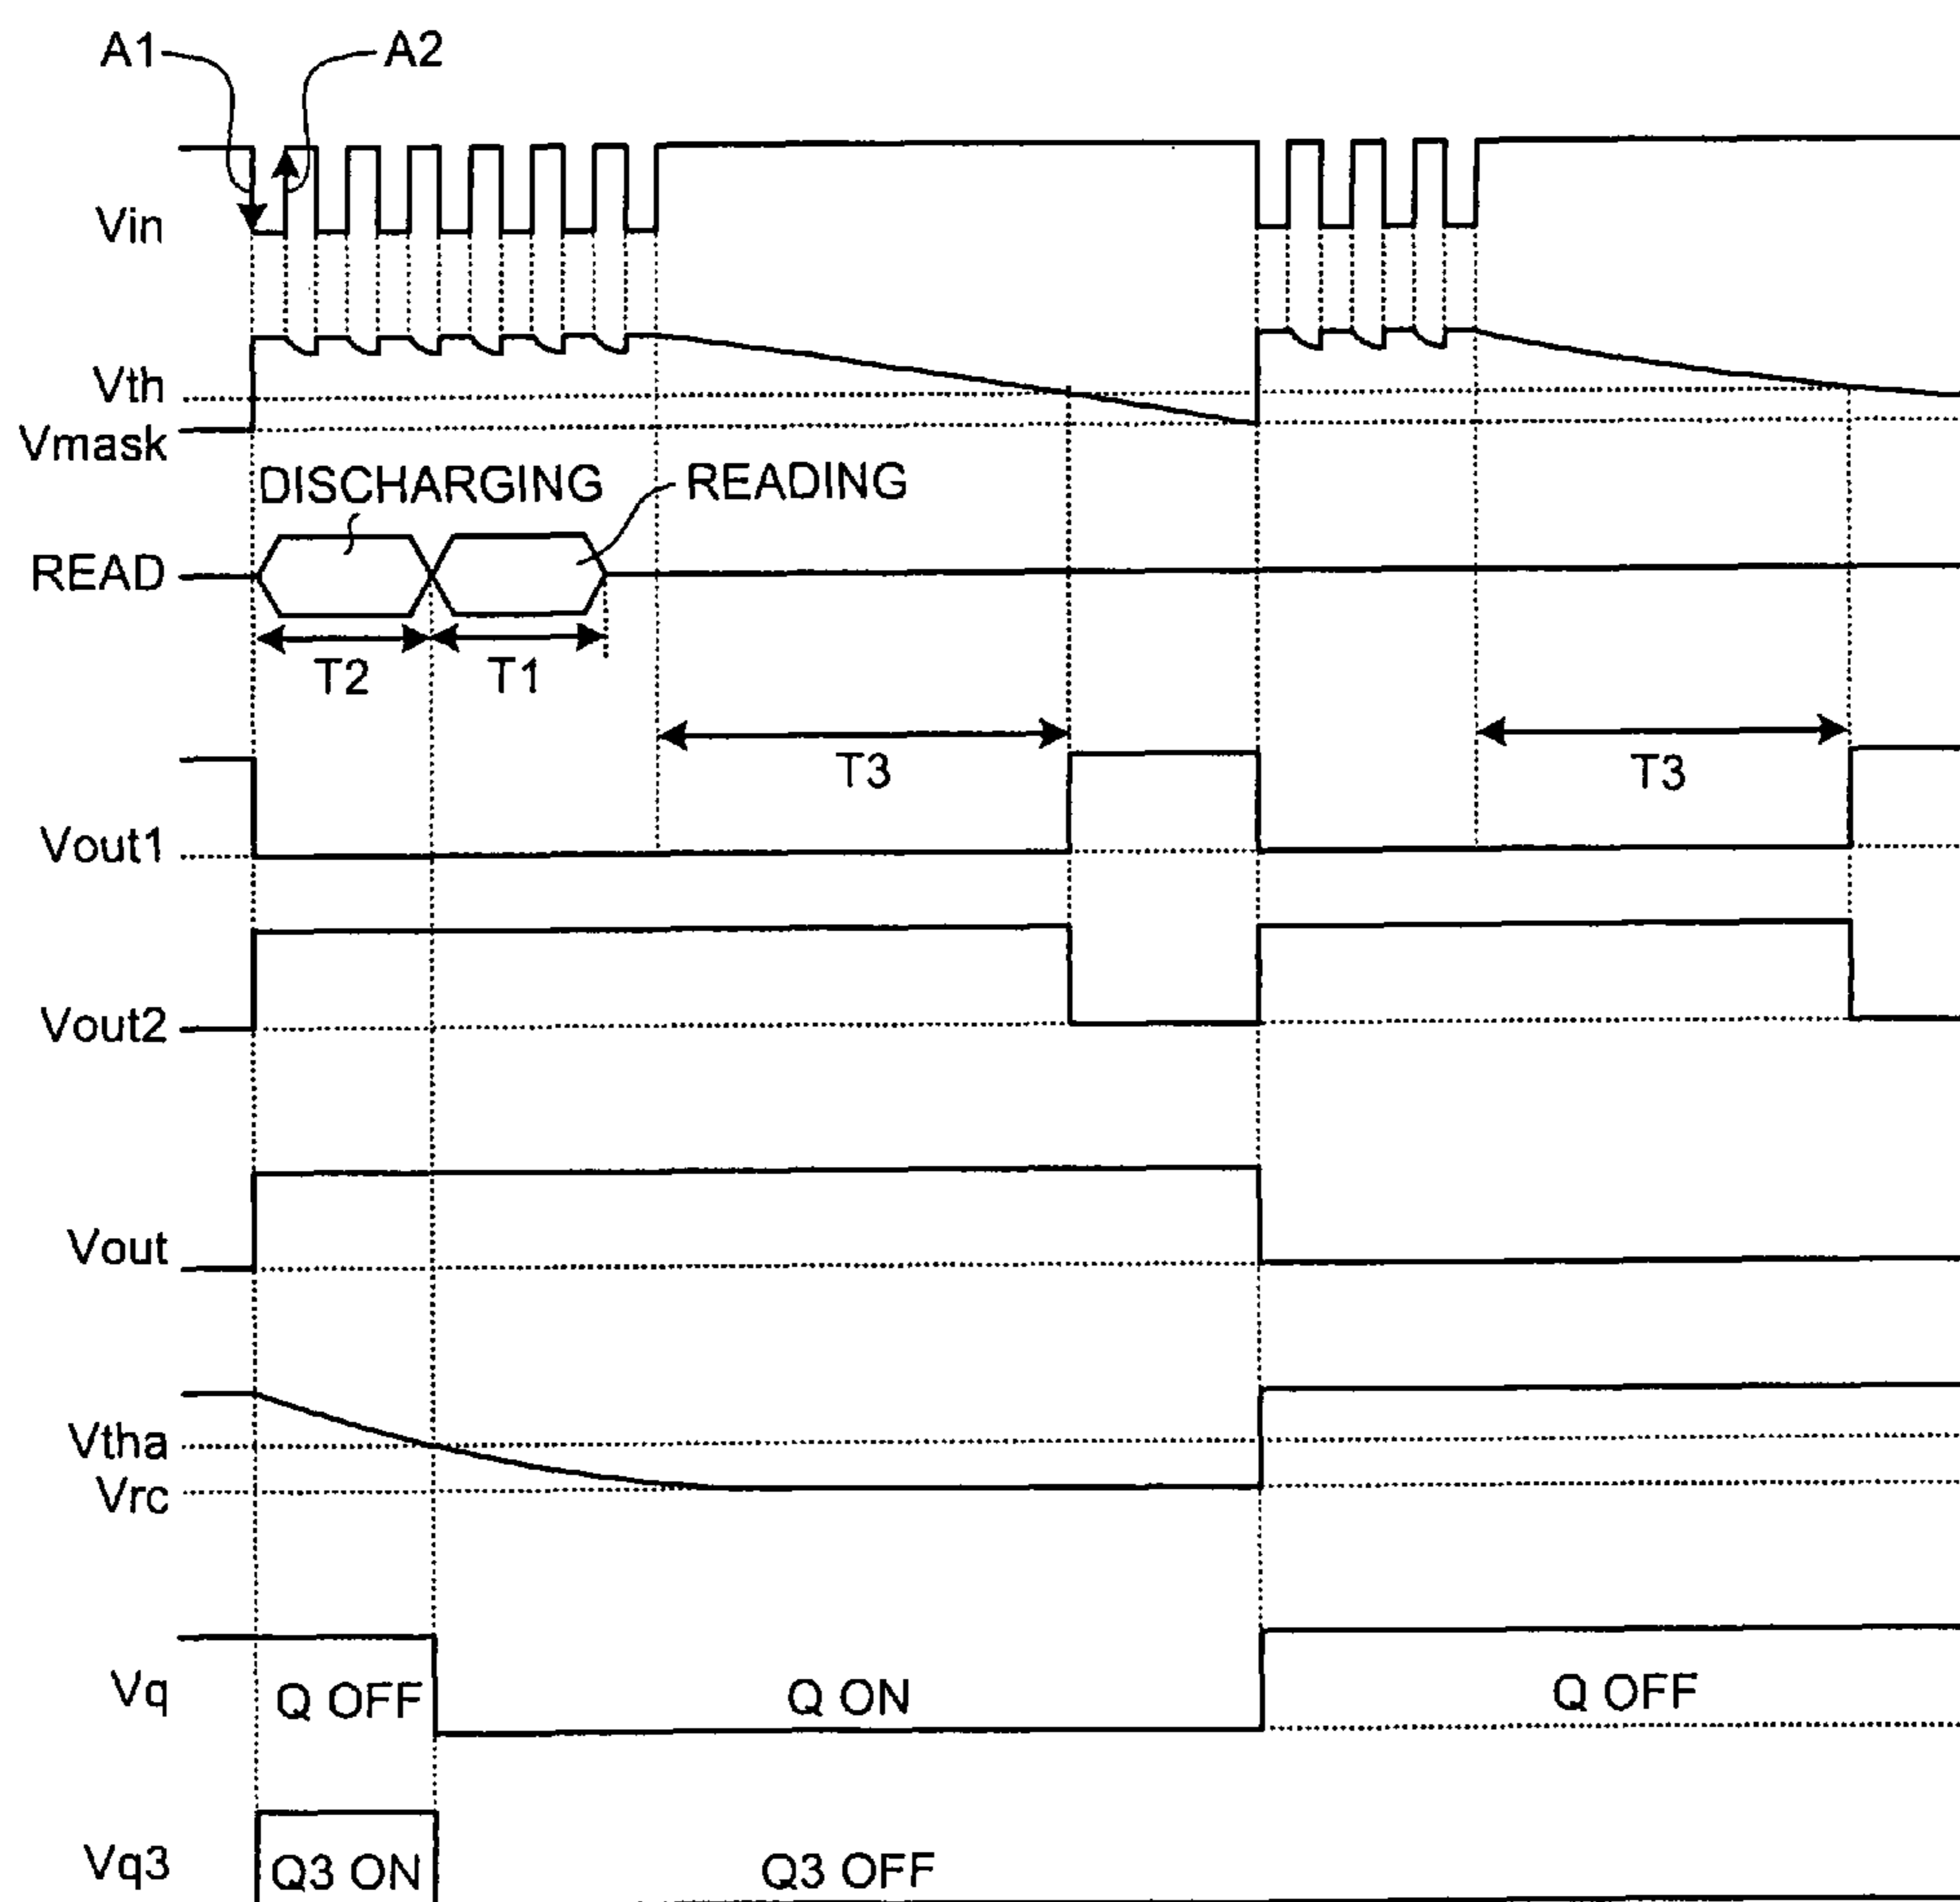 A1
A2
Vin
Vth
Vmask
DISCHARGING
READING
READ
T2
T1
T3
T3
Vout1
Vout2
Vout
Vtha
Vrc
Vq
Q OFF
Q ON
Q OFF
Vq3
Q3 ON
Q3 OFF